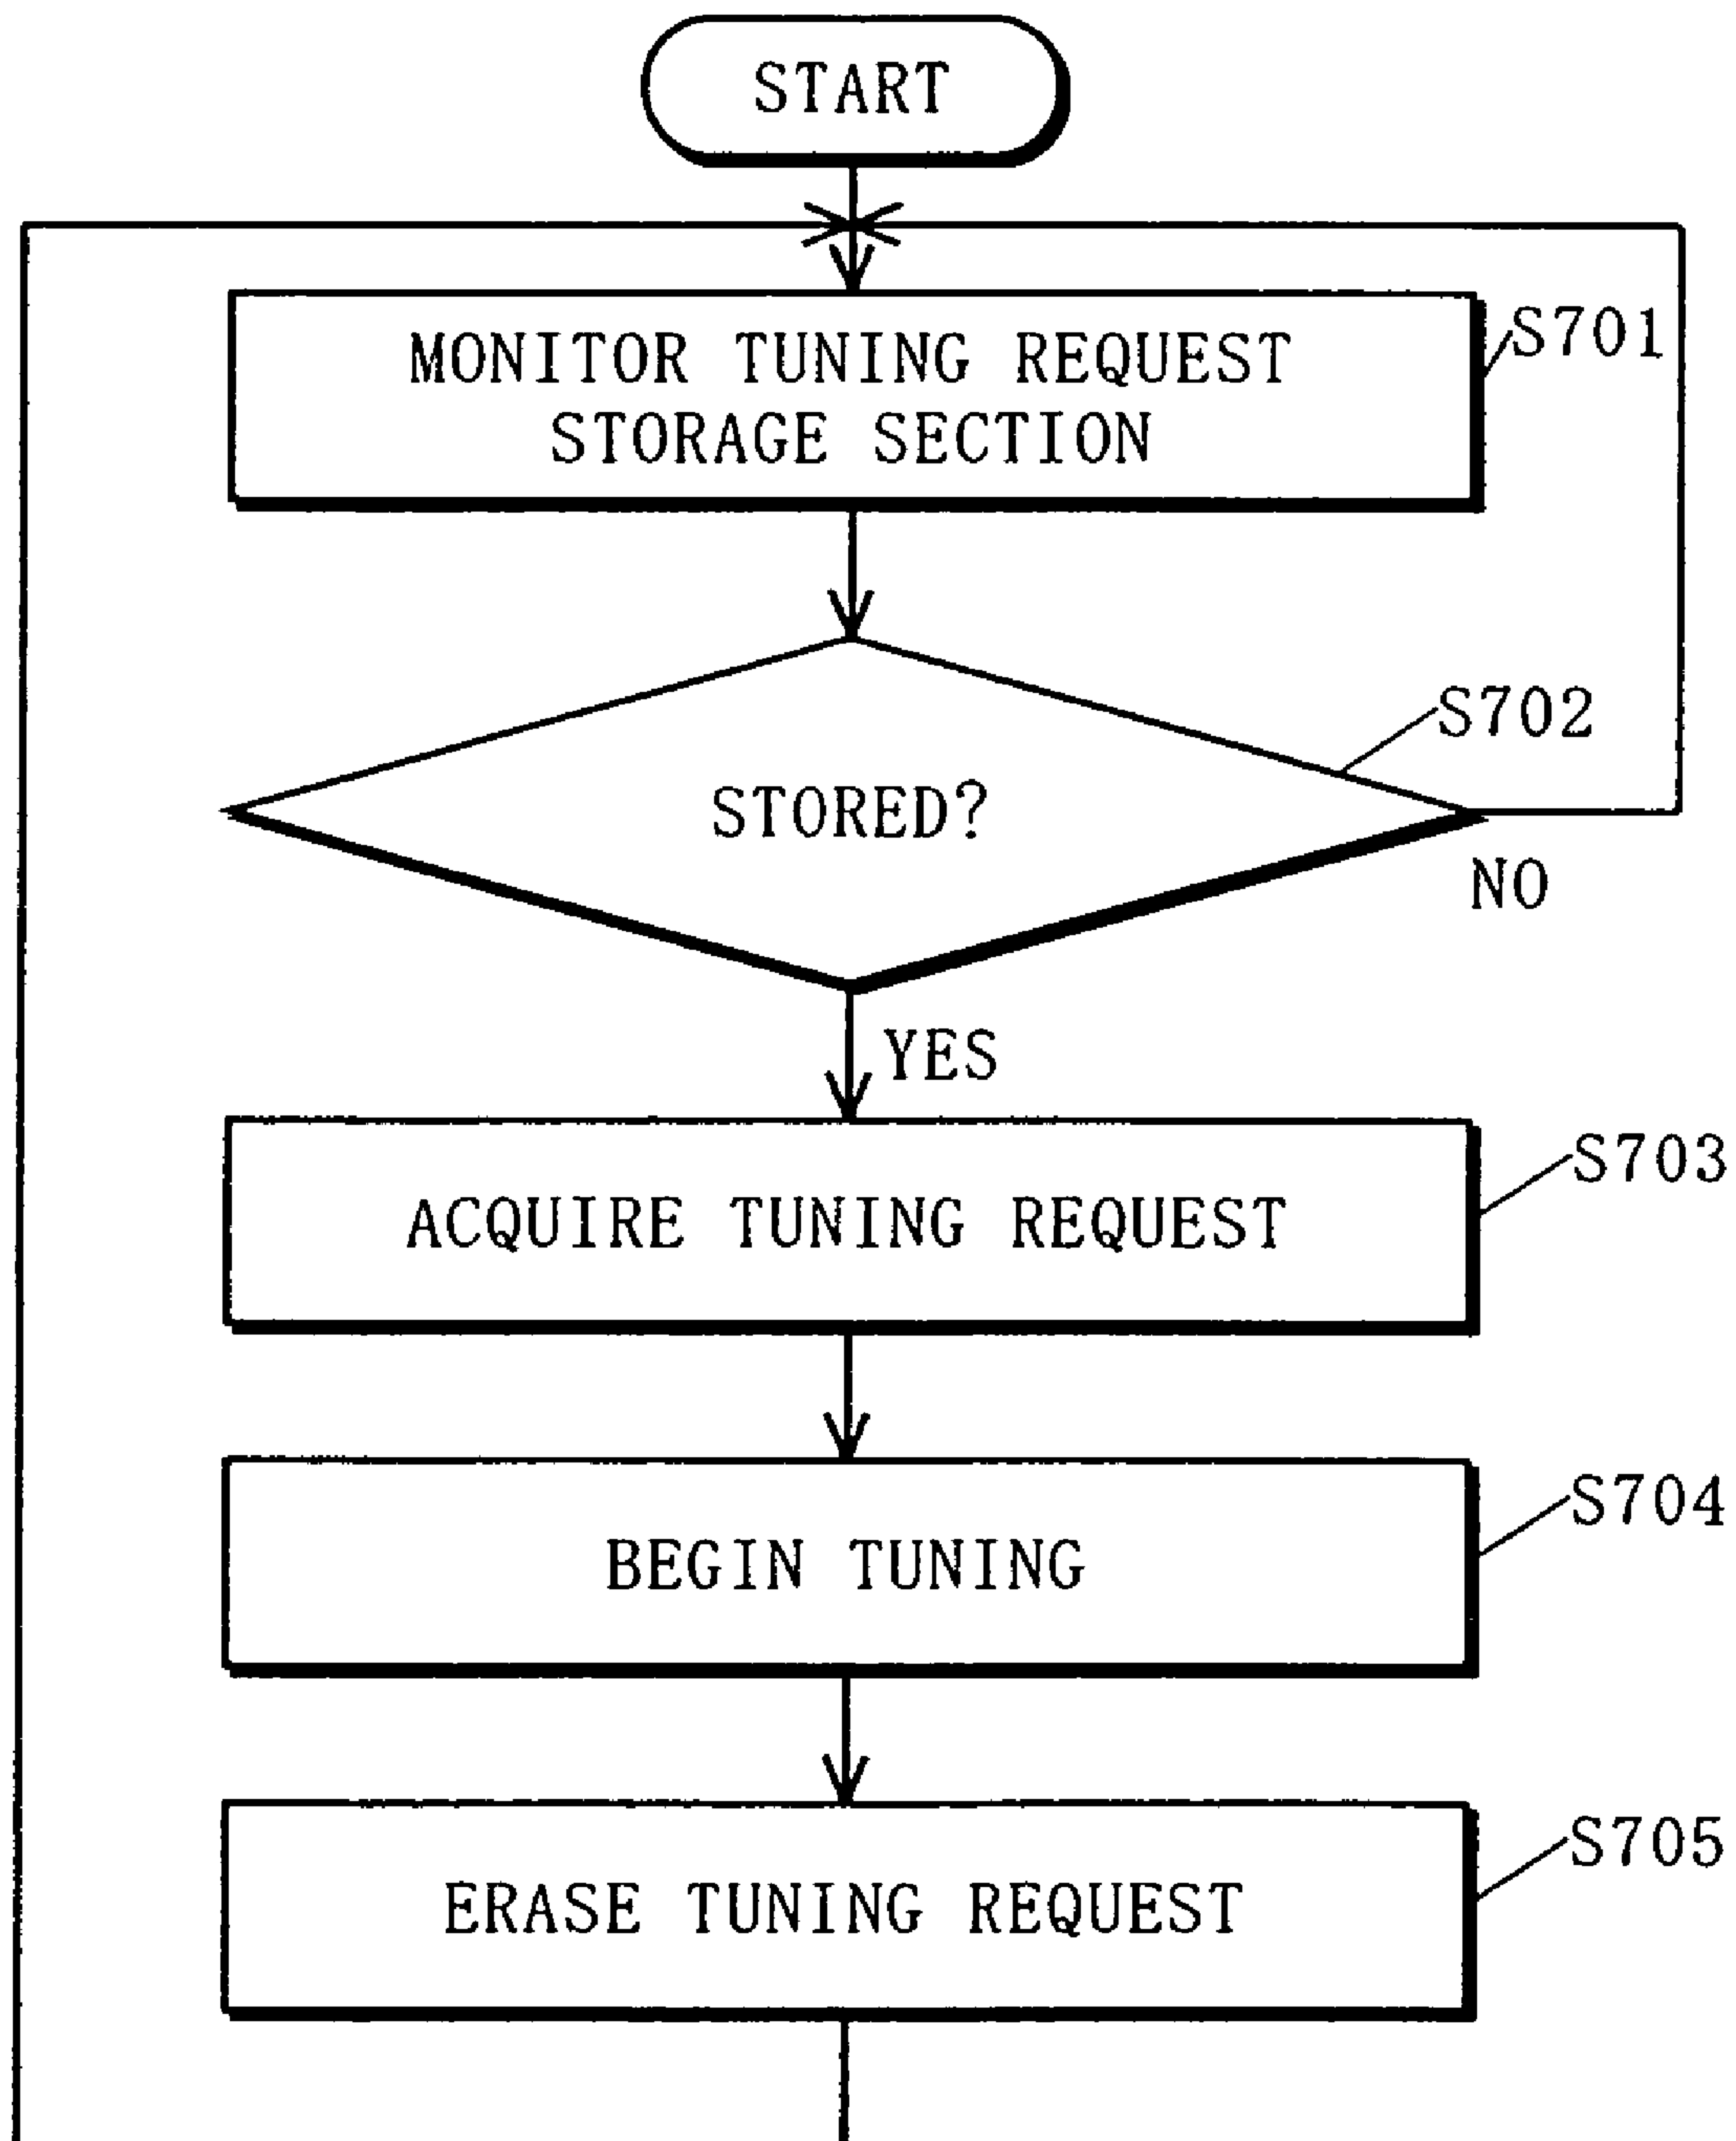 START
MONITOR TUNING REQUEST
STORAGE SECTION
S701
STORED?
S702
NO
YES
ACQUIRE TUNING REQUEST
S703
BEGIN TUNING
S704
ERASE TUNING REQUEST
S705